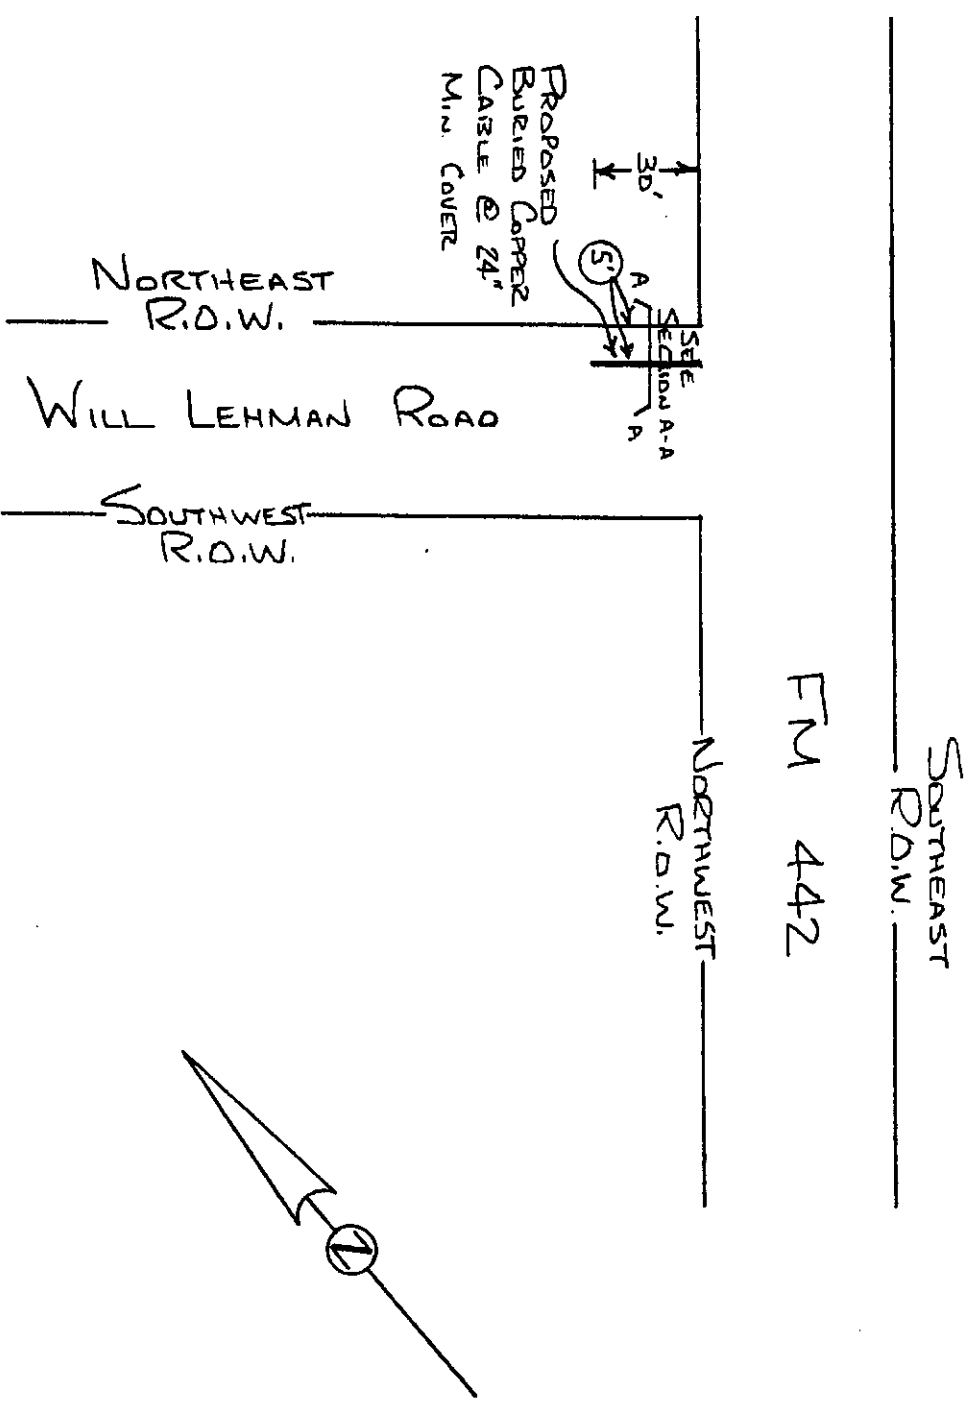 PROPOSED
BURIED COPPER
CABLE @ 24"
MIN. COVER
30'
5'
A
SEE
SECTION A-A
A
NORTHEAST
R.O.W.
WILL LEHMAN ROAD
SOUTHWEST
R.O.W.
FM 442
NORTHWEST
R.O.W.
SOUTHEAST
R.O.W.
N